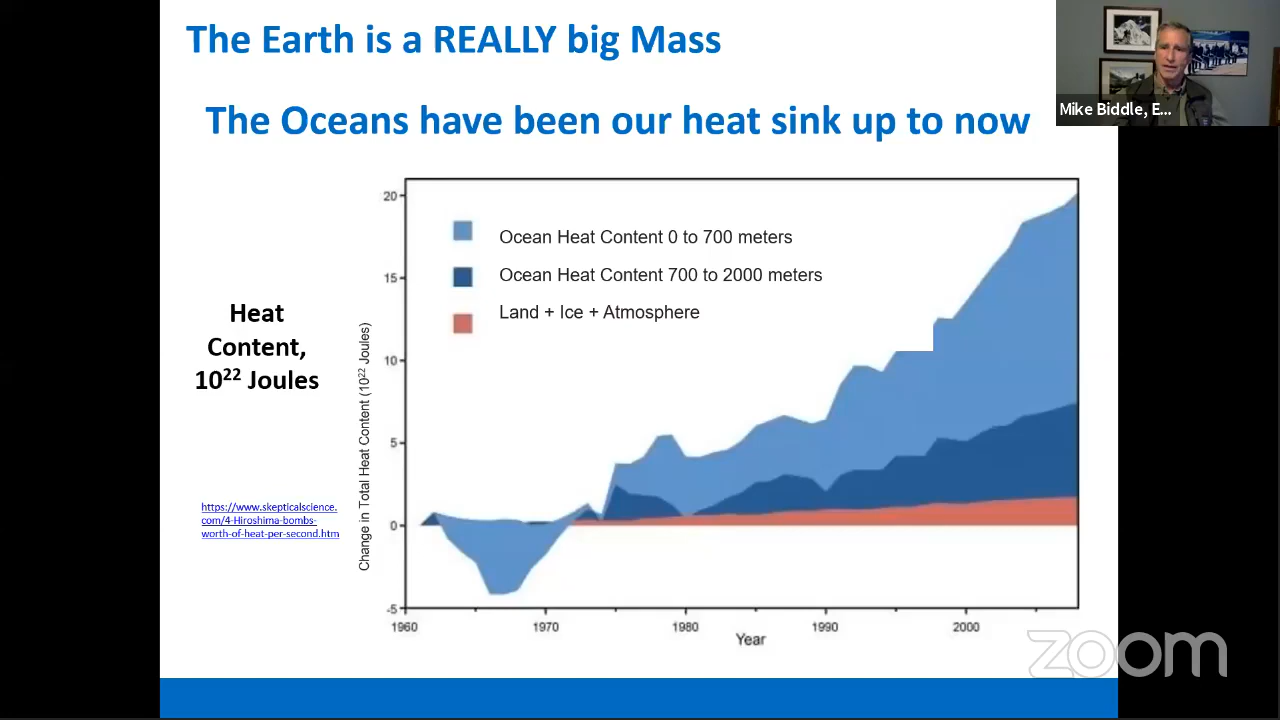 The Earth is a REALLY big Mass
Mike Biddle, E...
The Oceans have been our heat sink up to now
Heat
Content,
10²² Joules
https://www.skepticalscience.
com/4-Hiroshima-bombs-
worth-of-heat-per-second.htm
Change in Total Heat Content (10²² Joules)
20
15
10
5
0
-5
Ocean Heat Content 0 to 700 meters
Ocean Heat Content 700 to 2000 meters
Land + Ice + Atmosphere
1960 1970 1980 1990 2000
Year
zoom